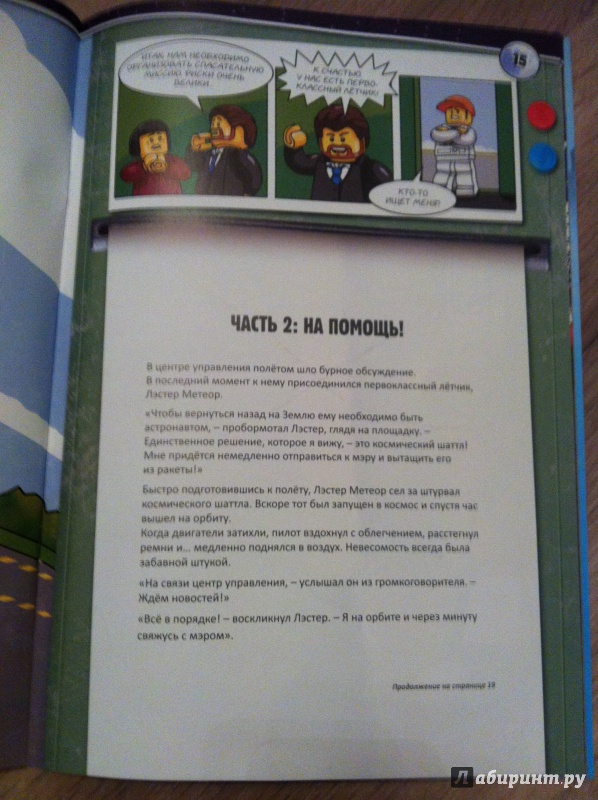 ИТАК, НАМ НЕОБХОДИМО
ОРГАНИЗОВАТЬ СПАСАТЕЛЬНУЮ
МИССИЮ. РИСКИ ОЧЕНЬ
ВЕЛИКИ.
К СЧАСТЬЮ,
У НАС ЕСТЬ ПЕРВО-
КЛАССНЫЙ ЛЁТЧИК!
КТО-ТО
ИЩЕТ МЕНЯ?
15
ЧАСТЬ 2: НА ПОМОЩЬ!
В центре управления полётом шло бурное обсуждение.
В последний момент к нему присоединился первоклассный лётчик,
Лэстер Метеор.
«Чтобы вернуться назад на Землю ему необходимо быть
астронавтом, – пробормотал Лэстер, глядя на площадку. –
Единственное решение, которое я вижу, – это космический шаттл!
Мне придётся немедленно отправиться к мэру и вытащить его
из ракеты!»
Быстро подготовившись к полёту, Лэстер Метеор сел за штурвал
космического шаттла. Вскоре тот был запущен в космос и спустя час
вышел на орбиту.
Когда двигатели затихли, пилот вздохнул с облегчением, расстегнул
ремни и... медленно поднялся в воздух. Невесомость всегда была
забавной штукой.
«На связи центр управления, – услышал он из громкоговорителя. –
Ждём новостей!»
«Всё в порядке! – воскликнул Лэстер. – Я на орбите и через минуту
свяжусь с мэром».
Продолжение на странице 19
Лабиринт.ру